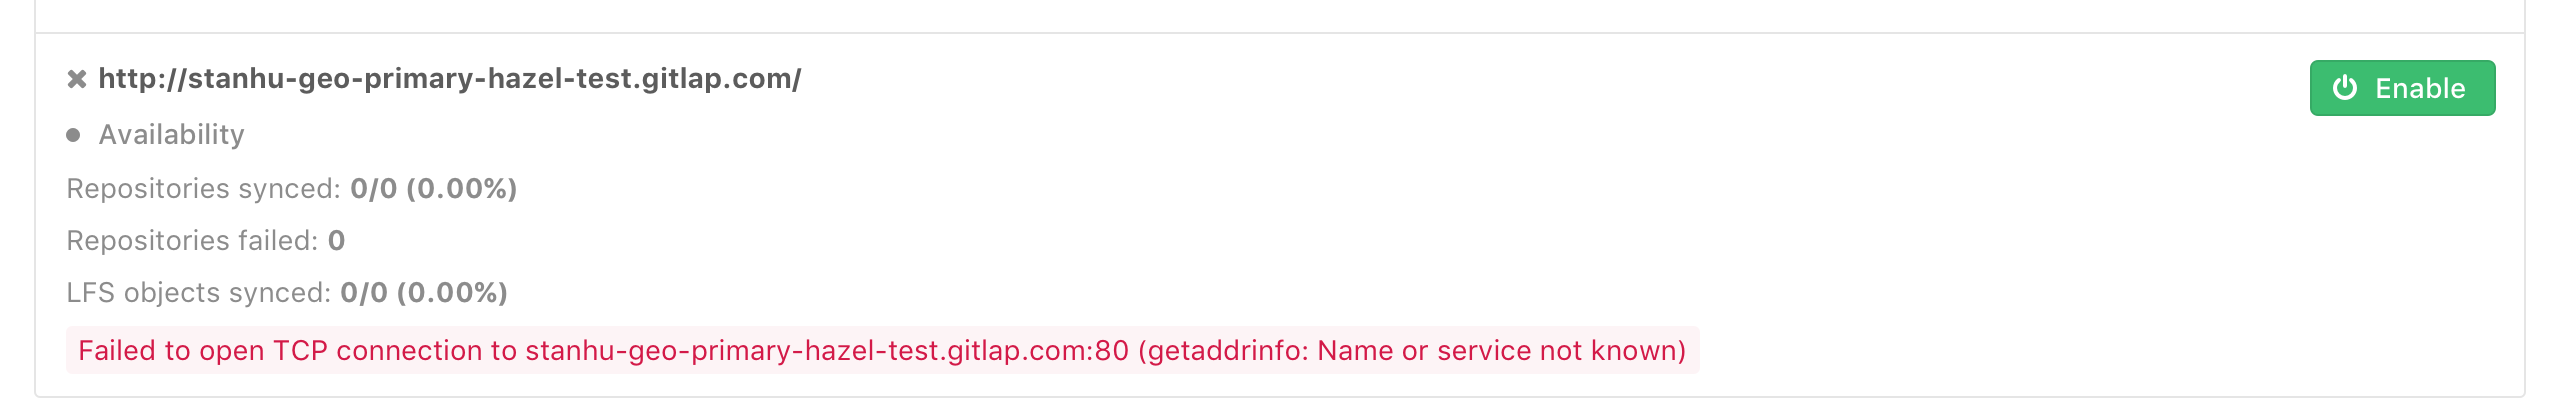 http://stanhu-geo-primary-hazel-test.gitlap.com/
Enable
Availability
Repositories synced: 0/0 (0.00%)
Repositories failed: 0
LFS objects synced: 0/0 (0.00%)
Failed to open TCP connection to stanhu-geo-primary-hazel-test.gitlap.com:80 (getaddrinfo: Name or service not known)